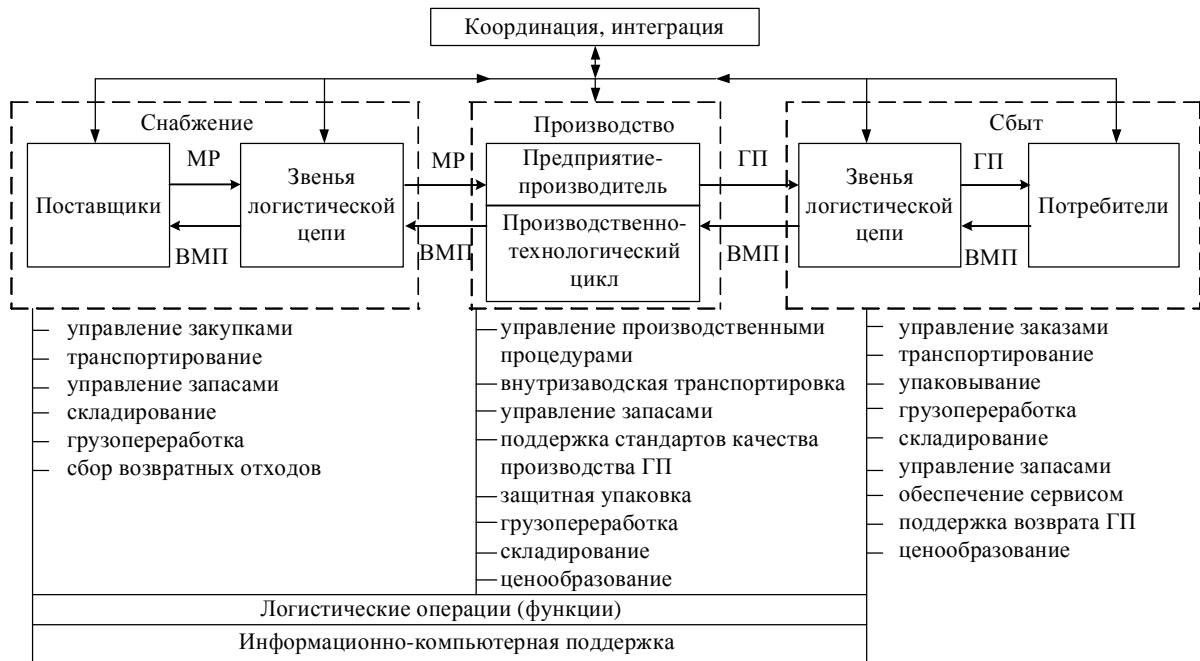 Координация, интеграция
Снабжение
Производство
Сбыт
Поставщики
МР
ВМП
Звенья
логистической
цепи
МР
ВМП
Предприятие-
производитель
Производственно-
технологический
цикл
ГП
ВМП
Звенья
логистической
цепи
ГП
ВМП
Потребители
управление закупками
транспортирование
управление запасами
складирование
грузопереработка
сбор возвратных отходов
управление производственными
процедурами
внутризаводская транспортировка
управление запасами
поддержка стандартов качества
производства ГП
защитная упаковка
грузопереработка
складирование
ценообразование
управление заказами
транспортирование
упаковывание
грузопереработка
складирование
управление запасами
обеспечение сервисом
поддержка возврата ГП
ценообразование
Логистические операции (функции)
Информационно-компьютерная поддержка